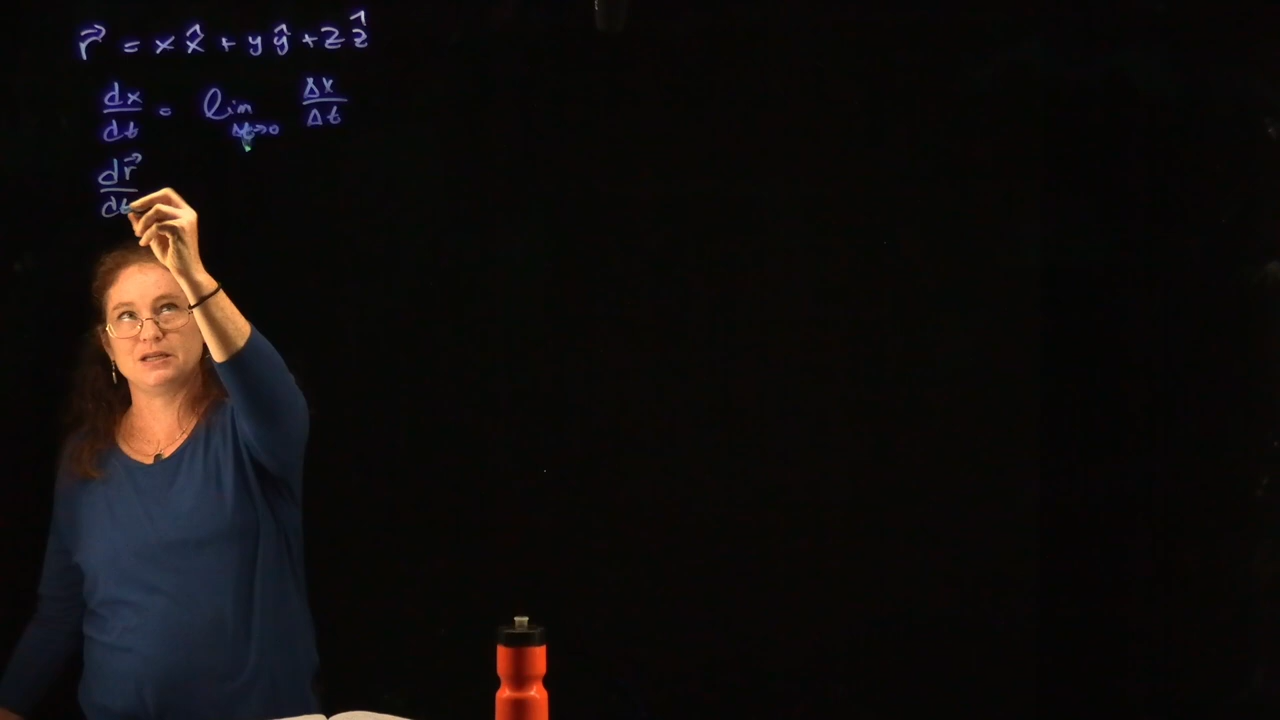 r⃗ = x x̂ + y ŷ + z ẑ
dx/dt = lim Δt→0 Δx/Δt
dr⃗/dt